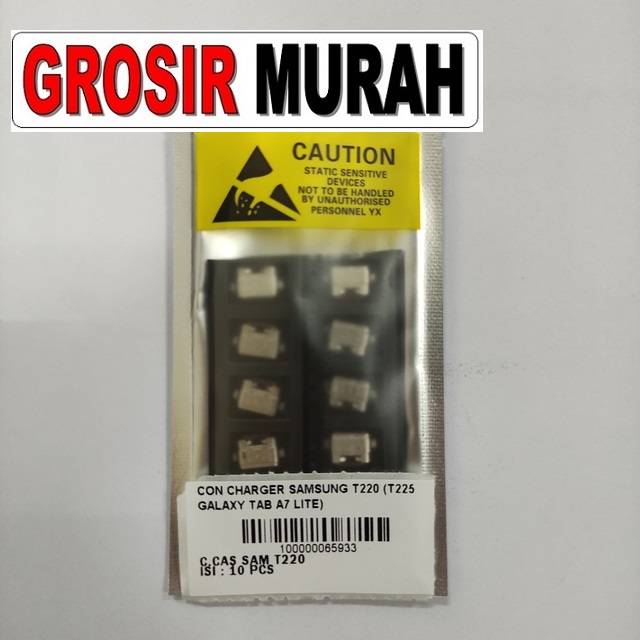 GROSIR MURAH
CAUTION
STATIC SENSITIVE
DEVICES
NOT TO BE HANDLED
BY UNAUTHORISED
PERSONNEL YX
CON CHARGER SAMSUNG T220 (T225
GALAXY TAB A7 LITE)
100000065933
C.CAS SAM T220
ISI : 10 PCS